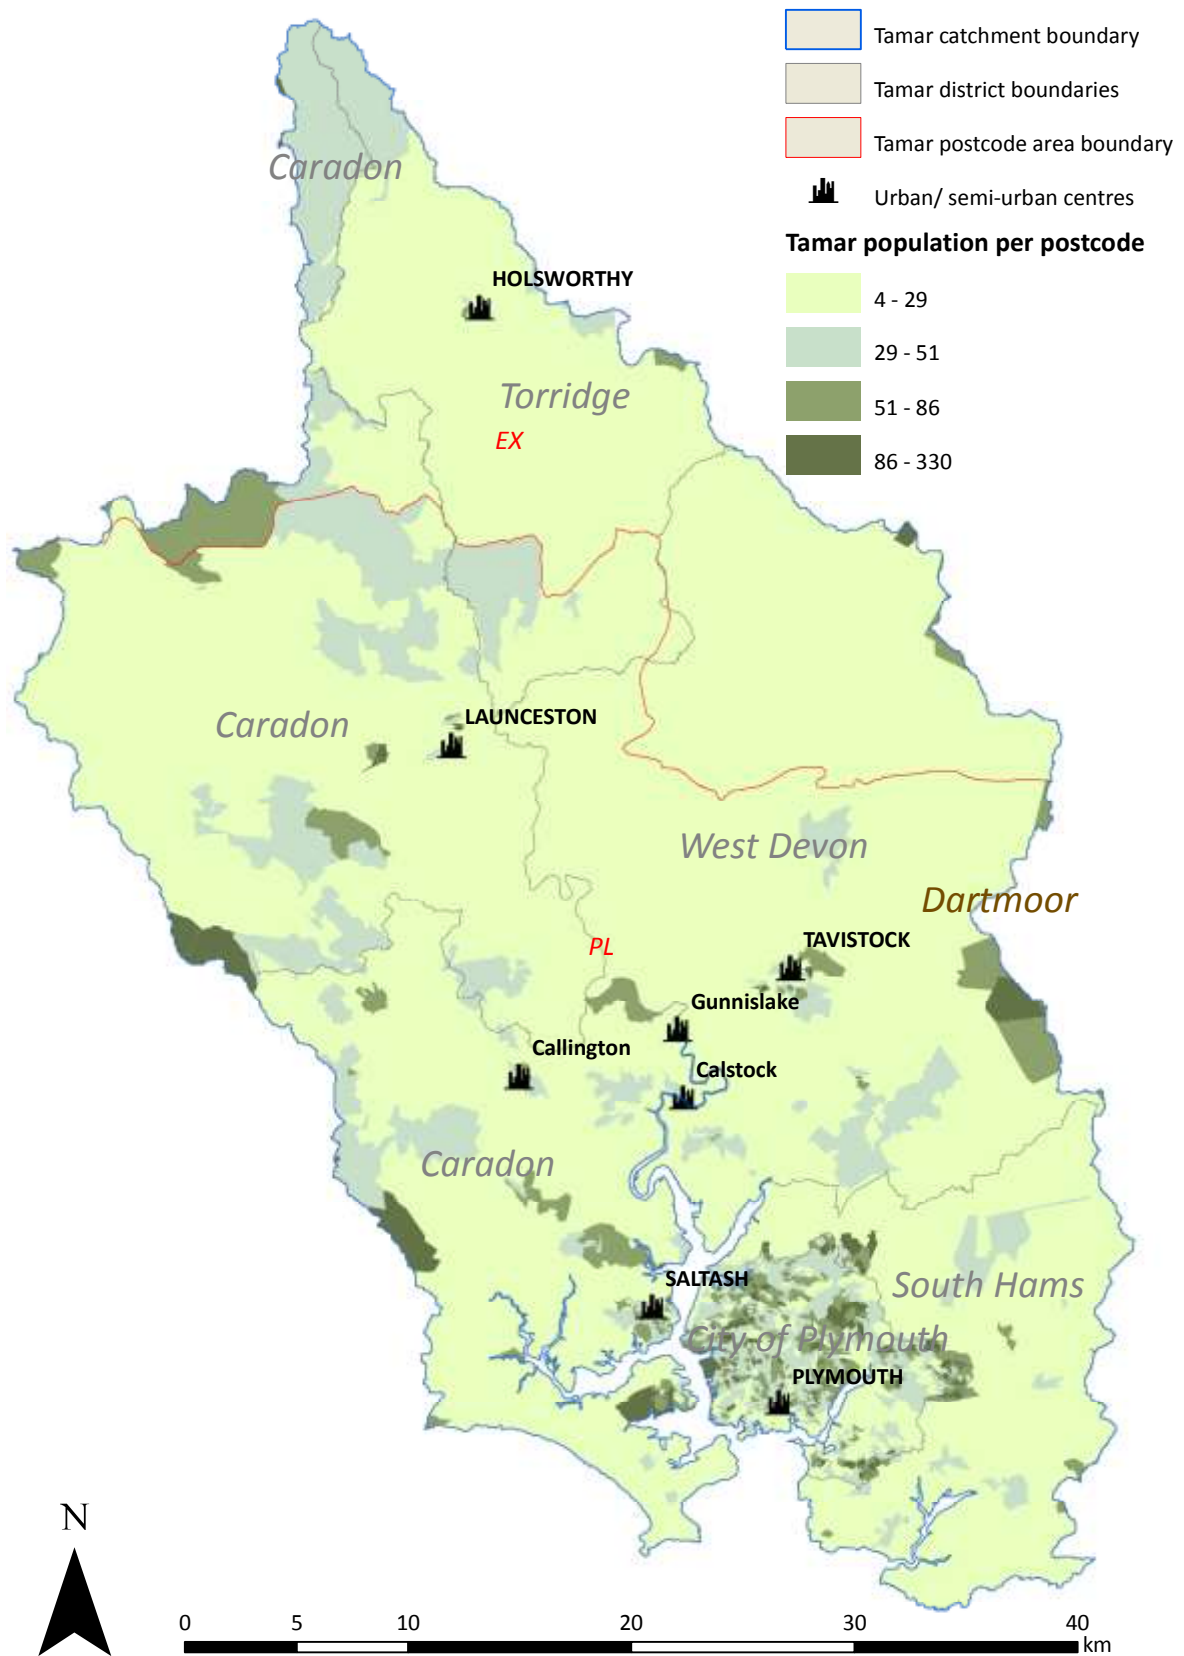 Tamar catchment boundary
Tamar district boundaries
Tamar postcode area boundary
Urban/ semi-urban centres
Tamar population per postcode
4 - 29
29 - 51
51 - 86
86 - 330
Caradon
HOLSWORTHY
Torridge
EX
LAUNCESTON
Caradon
West Devon
Dartmoor
TAVISTOCK
PL
Gunnislake
Callington
Calstock
Caradon
SALTASH
South Hams
City of Plymouth
PLYMOUTH
N
0 5 10 20 30 40
km